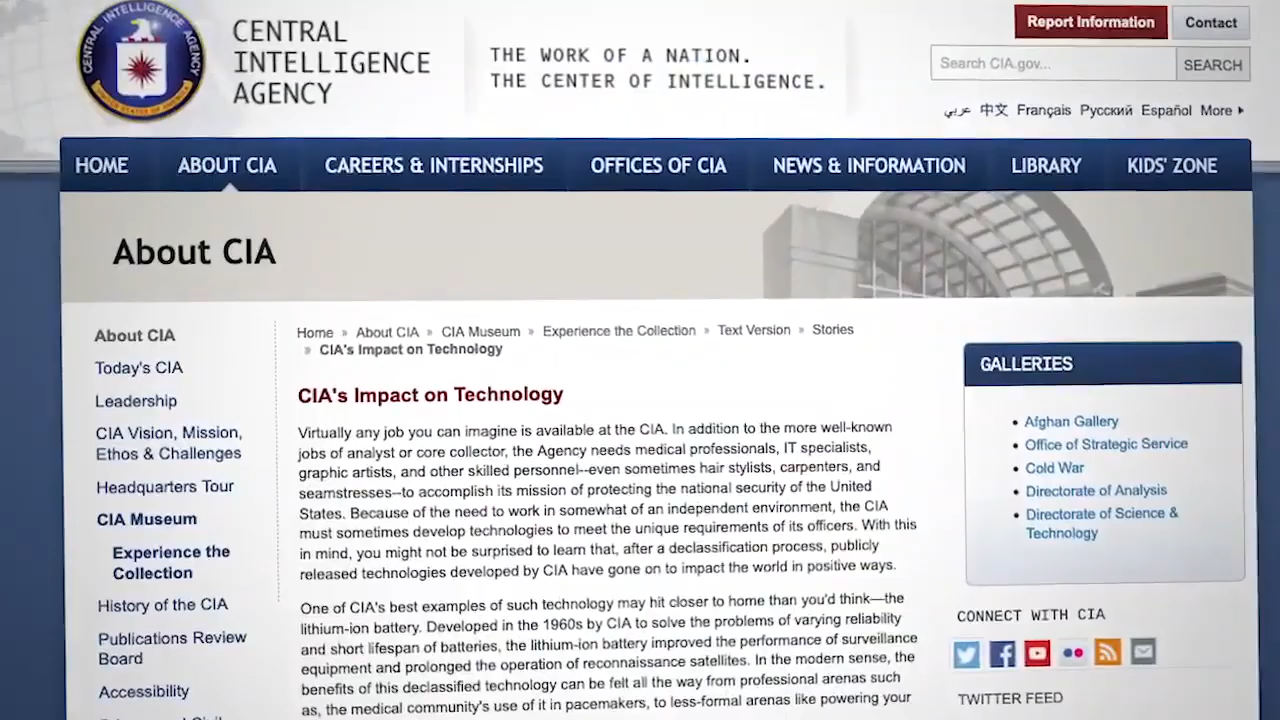 CENTRAL INTELLIGENCE AGENCY
UNITED STATES OF AMERICA
CENTRAL
INTELLIGENCE
AGENCY
THE WORK OF A NATION.
THE CENTER OF INTELLIGENCE.
Report Information
Contact
Search CIA.gov...
SEARCH
عربي 中文 Français Русский Español More
HOME
ABOUT CIA
CAREERS & INTERNSHIPS
OFFICES OF CIA
NEWS & INFORMATION
LIBRARY
KIDS' ZONE
About CIA
About CIA
Today's CIA
Leadership
CIA Vision, Mission,
Ethos & Challenges
Headquarters Tour
CIA Museum
Experience the
Collection
History of the CIA
Publications Review
Board
Accessibility
Home » About CIA » CIA Museum » Experience the Collection » Text Version » Stories
» CIA's Impact on Technology
CIA's Impact on Technology
Virtually any job you can imagine is available at the CIA. In addition to the more well-known
jobs of analyst or core collector, the Agency needs medical professionals, IT specialists,
graphic artists, and other skilled personnel--even sometimes hair stylists, carpenters, and
seamstresses--to accomplish its mission of protecting the national security of the United
States. Because of the need to work in somewhat of an independent environment, the CIA
must sometimes develop technologies to meet the unique requirements of its officers. With this
in mind, you might not be surprised to learn that, after a declassification process, publicly
released technologies developed by CIA have gone on to impact the world in positive ways.
One of CIA's best examples of such technology may hit closer to home than you'd think—the
lithium-ion battery. Developed in the 1960s by CIA to solve the problems of varying reliability
and short lifespan of batteries, the lithium-ion battery improved the performance of surveillance
equipment and prolonged the operation of reconnaissance satellites. In the modern sense, the
benefits of this declassified technology can be felt all the way from professional arenas such
as, the medical community's use of it in pacemakers, to less-formal arenas like powering your
GALLERIES
• Afghan Gallery
• Office of Strategic Service
• Cold War
• Directorate of Analysis
• Directorate of Science &
Technology
CONNECT WITH CIA
TWITTER FEED